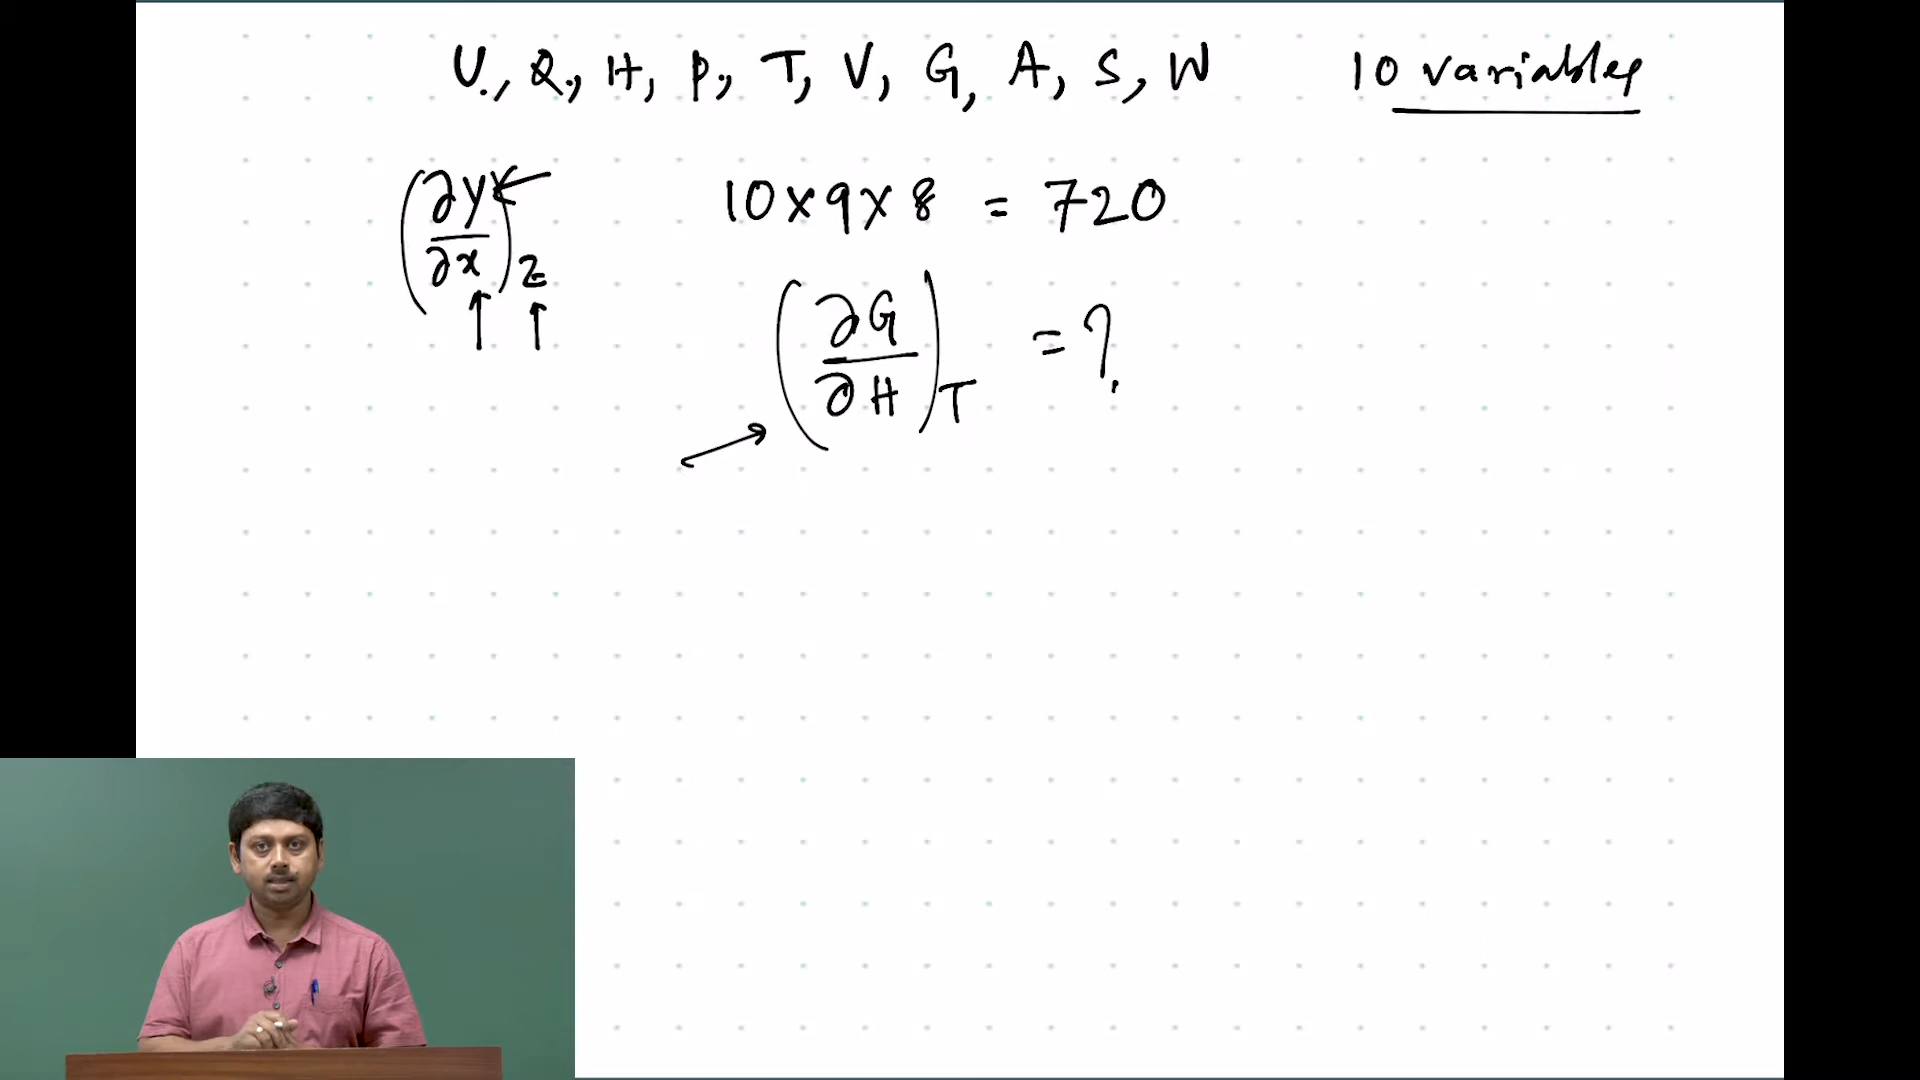 U, Q, H, P, T, V, G, A, S, W 10 variables
(∂y/∂x)z 10 x 9 x 8 = 720
(∂G/∂H)T = ?